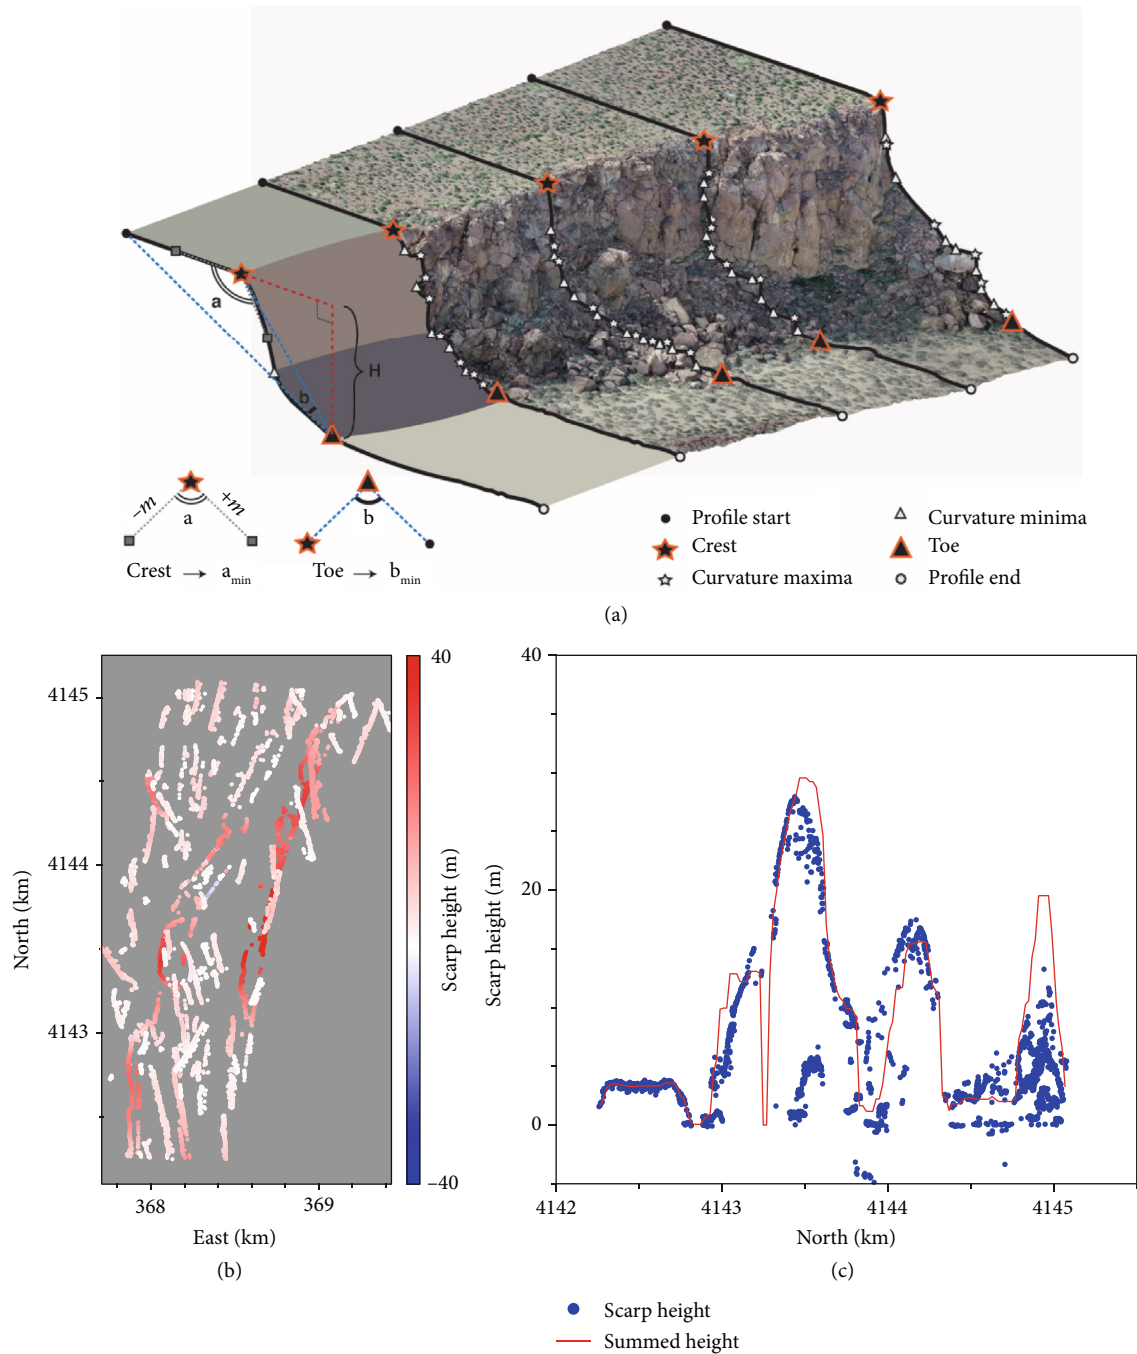 a
H
b
−m
+m
a
b
Crest → a_min
Toe → b_min
Profile start
Crest
Curvature maxima
Curvature minima
Toe
Profile end
(a)
4145
4144
4143
North (km)
368
369
East (km)
(b)
40
−40
Scarp height (m)
40
20
0
Scarp height (m)
4142
4143
4144
4145
North (km)
(c)
Scarp height
Summed height